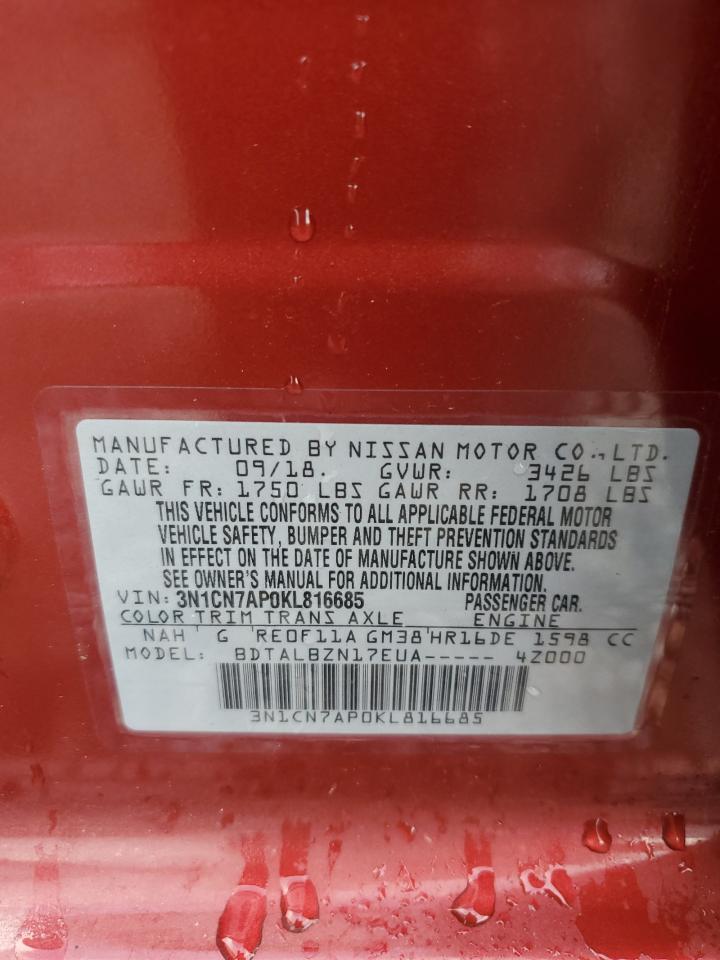 MANUFACTURED BY NISSAN MOTOR CO., LTD.
DATE: 09/18. GVWR: 3426 LBS
GAWR FR: 1750 LBS GAWR RR: 1708 LBS
THIS VEHICLE CONFORMS TO ALL APPLICABLE FEDERAL MOTOR
VEHICLE SAFETY, BUMPER AND THEFT PREVENTION STANDARDS
IN EFFECT ON THE DATE OF MANUFACTURE SHOWN ABOVE.
SEE OWNER'S MANUAL FOR ADDITIONAL INFORMATION.
VIN: 3N1CN7AP0KL816685 PASSENGER CAR.
COLOR TRIM TRANS AXLE ENGINE
NAH G RE0F11A GM38 HR16DE 1598 CC
MODEL: BDTALBZN17EUA----- 4Z000
3N1CN7AP0KL816685